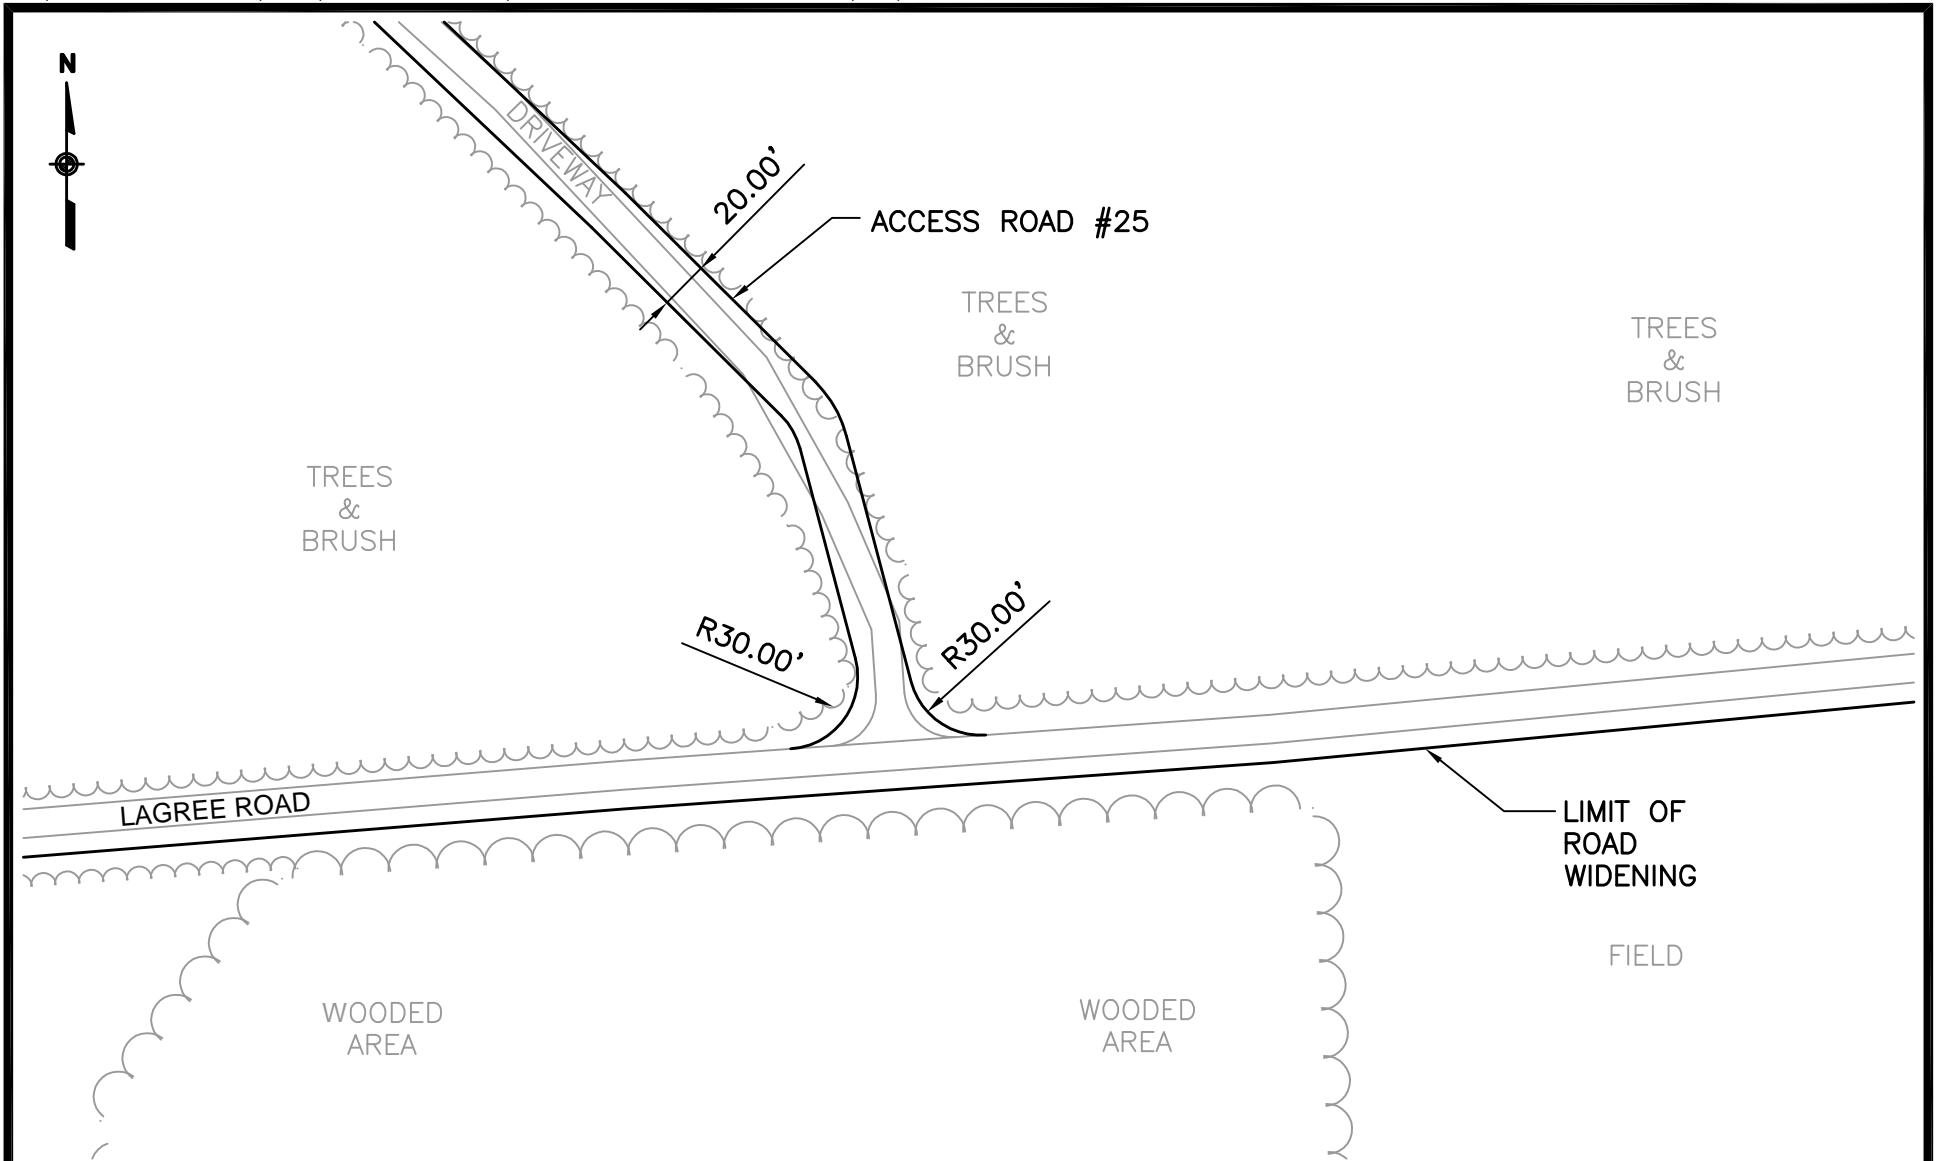 N
DRIVEWAY
20.00'
ACCESS ROAD #25
TREES
&
BRUSH
TREES
&
BRUSH
TREES
&
BRUSH
R30.00'
R30.00'
LAGREE ROAD
LIMIT OF
ROAD
WIDENING
FIELD
WOODED
AREA
WOODED
AREA